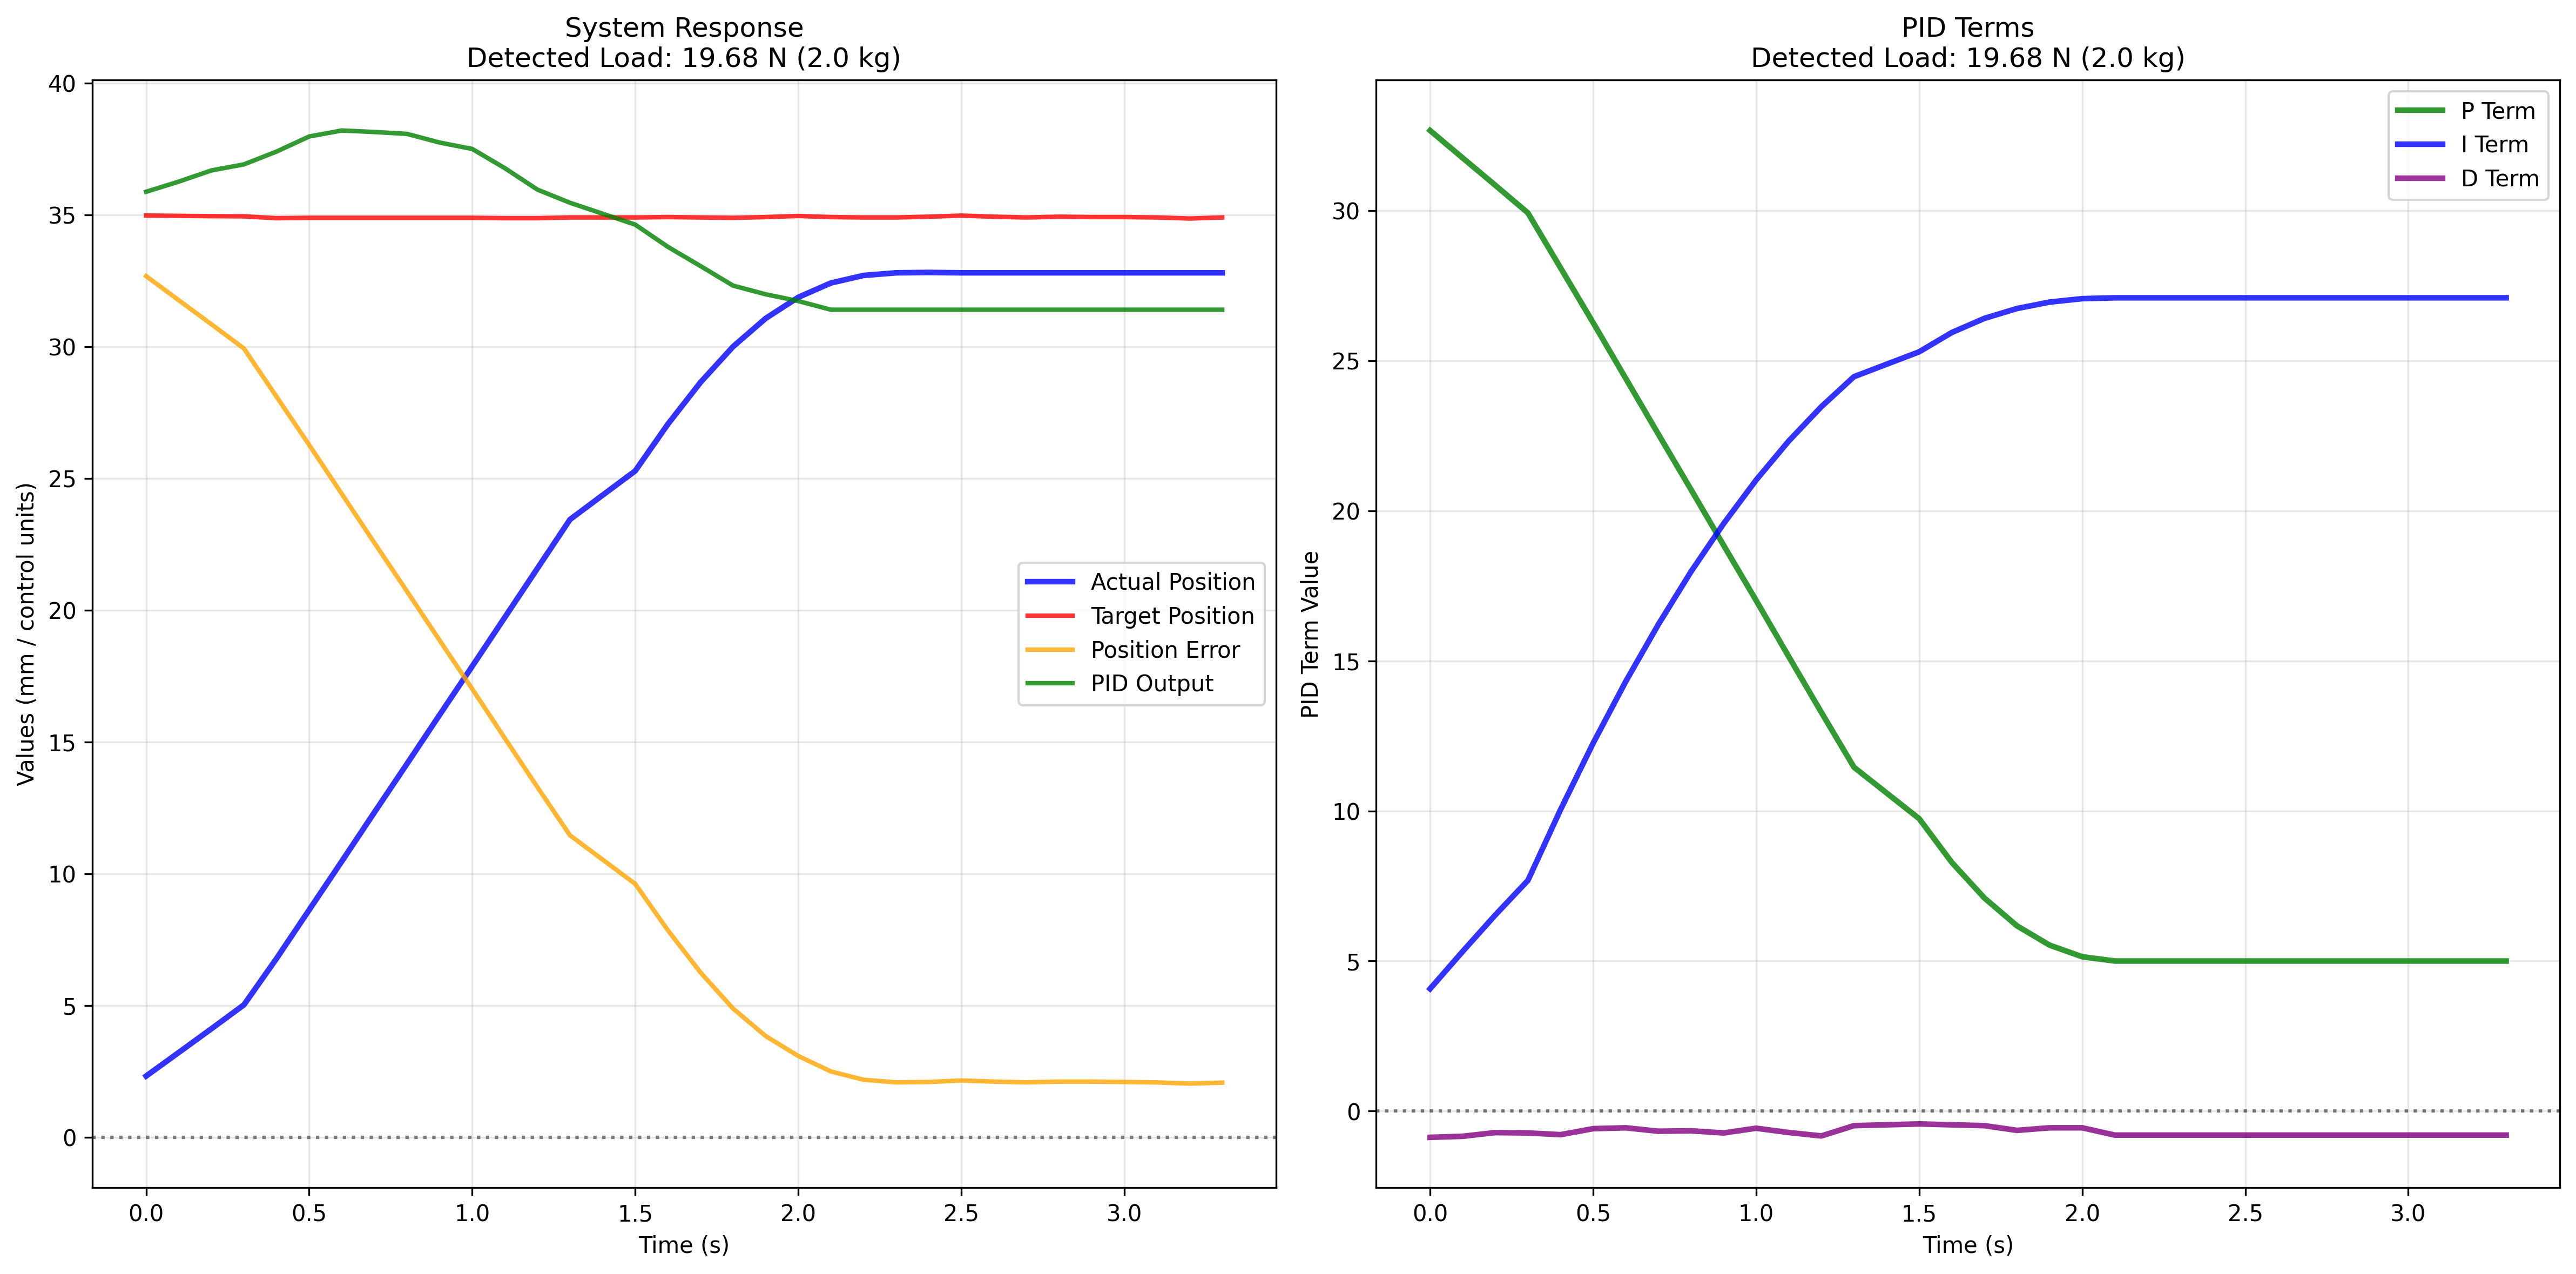 System Response
Detected Load: 19.68 N (2.0 kg)
Values (mm / control units)
40
35
30
25
20
15
10
5
0
Actual Position
Target Position
Position Error
PID Output
0.0 0.5 1.0 1.5 2.0 2.5 3.0
Time (s)
PID Terms
Detected Load: 19.68 N (2.0 kg)
PID Term Value
30
25
20
15
10
5
0
P Term
I Term
D Term
0.0 0.5 1.0 1.5 2.0 2.5 3.0
Time (s)